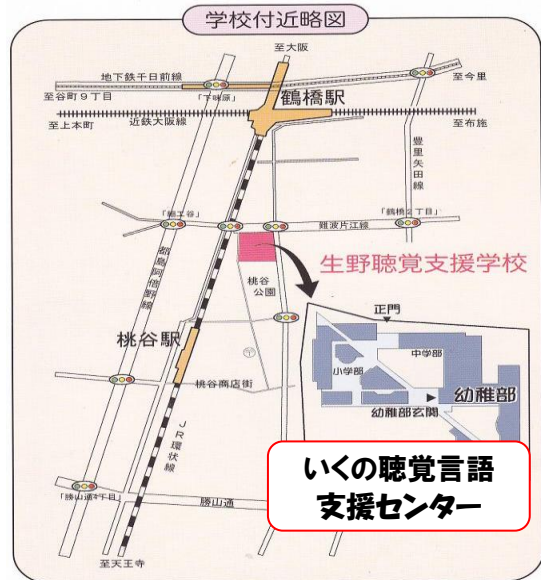 学校付近略図
至大阪
地下鉄千日前線
至今里
至谷町9丁目
「下味原」
鶴橋駅
至上本町
近鉄大阪線
至布施
豊里矢田線
「細工谷」
「鶴橋2丁目」
難波片江線
都島阿倍野線
生野聴覚支援学校
桃谷
公園
正門
桃谷駅
中学部
小学部
幼稚部
桃谷商店街
幼稚部玄関
JR環状線
いくの聴覚言語
支援センター
「勝山通4丁目」
勝山通
至天王寺